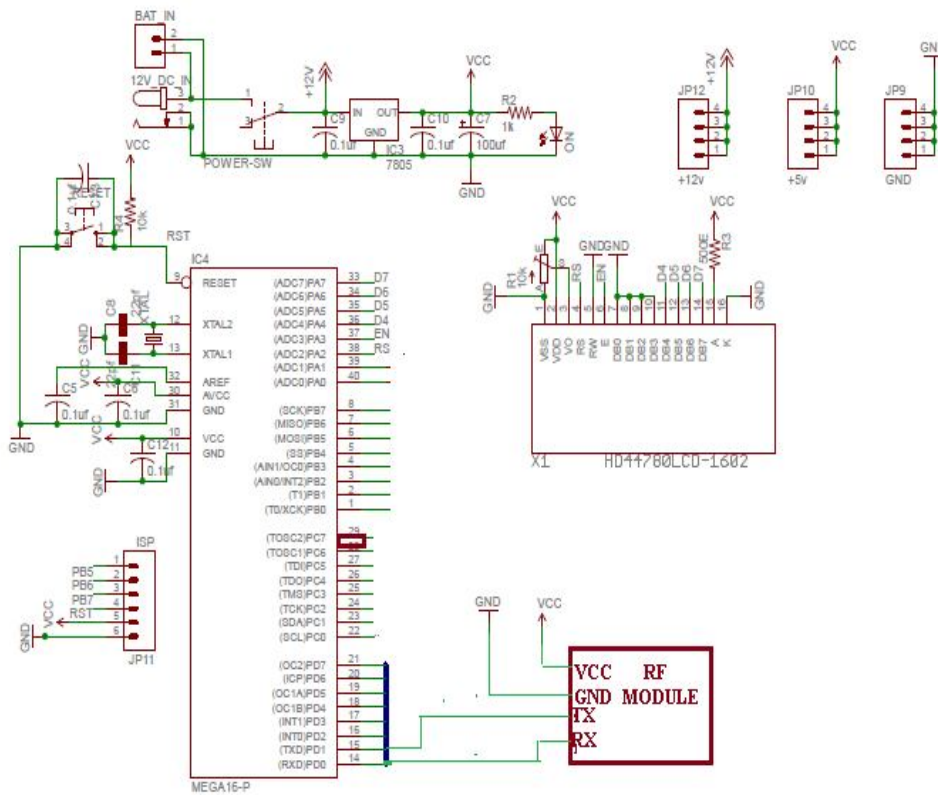 BAT_IN
2
1
12V_DC_IN
3
2
1
1
2
3
POWER-SW
+12V
C9
0.1uf
IN
OUT
GND
IC3
7805
C10
0.1uf
VCC
C7
100uf
GND
R2
1k
ON
JP12
+12V
4
3
2
1
+12v
JP10
VCC
4
3
2
1
+5v
JP9
GND
4
3
2
1
GND
VCC
RESET
0.1uf
3
4
1
2
R4
10k
RST
GND
IC4
9
RESET
12
XTAL2
13
XTAL1
32
AREF
30
AVCC
31
GND
10
VCC
11
GND
C8
22pf
XTAL
GND
22pf
C11
VCC
C5
0.1uf
C6
0.1uf
VCC
C12
0.1uf
GND
(ADC7)PA7 33 D7
(ADC6)PA6 34 D6
(ADC5)PA5 35 D5
(ADC4)PA4 36 D4
(ADC3)PA3 37 EN
(ADC2)PA2 38 RS
(ADC1)PA1 39
(ADC0)PA0 40
(SCK)PB7 8
(MISO)PB6 7
(MOSI)PB5 6
(SS)PB4 5
(AIN1/OC0)PB3 4
(AIN0/INT2)PB2 3
(T1)PB1 2
(T0/XCK)PB0 1
(TOSC2)PC7 29
(TOSC1)PC6
(TDI)PC5 27
(TDO)PC4 26
(TMS)PC3 25
(TCK)PC2 24
(SDA)PC1 23
(SCL)PC0 22
(OC2)PD7 21
(ICP)PD6 20
(OC1A)PD5 19
(OC1B)PD4 18
(INT1)PD3 17
(INT0)PD2 16
(TXD)PD1 15
(RXD)PD0 14
MEGA16-P
ISP
1
PB5 2
PB6 3
PB7 4
RST 5
6
VCC
GND
JP11
VCC
R1
10k
E
A
S
GND
RS
GND
EN
GND
D4
D5
D6
D7
VCC
500E
R3
GND
1
2
3
4
5
6
7
8
9
10
11
12
13
14
15
16
VSS
VDD
VO
RS
RW
E
DB0
DB1
DB2
DB3
DB4
DB5
DB6
DB7
A
K
X1
HD44780LCD-1602
GND
VCC
VCC RF
GND MODULE
TX
RX